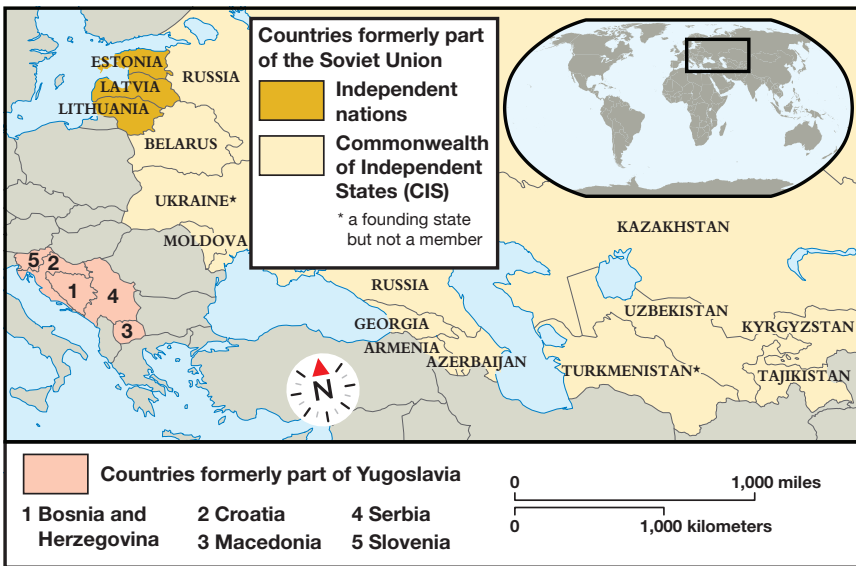 Countries formerly part
of the Soviet Union
Independent
nations
Commonwealth
of Independent
States (CIS)
* a founding state
but not a member
ESTONIA
RUSSIA
LATVIA
LITHUANIA
BELARUS
UKRAINE*
MOLDOVA
KAZAKHSTAN
5
2
1
4
3
RUSSIA
GEORGIA
ARMENIA
AZERBAIJAN
UZBEKISTAN
KYRGYZSTAN
TURKMENISTAN*
TAJIKISTAN
N
Countries formerly part of Yugoslavia
1 Bosnia and
Herzegovina
2 Croatia
3 Macedonia
4 Serbia
5 Slovenia
0 1,000 miles
0 1,000 kilometers